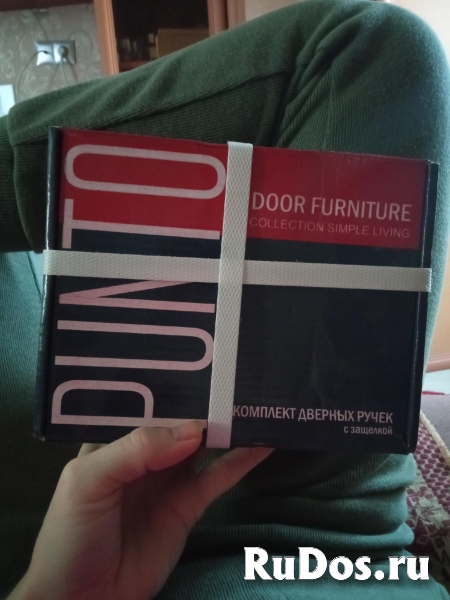 PUNTO
DOOR FURNITURE
COLLECTION SIMPLE LIVING
КОМПЛЕКТ ДВЕРНЫХ РУЧЕК
с защелкой
RuDos.ru